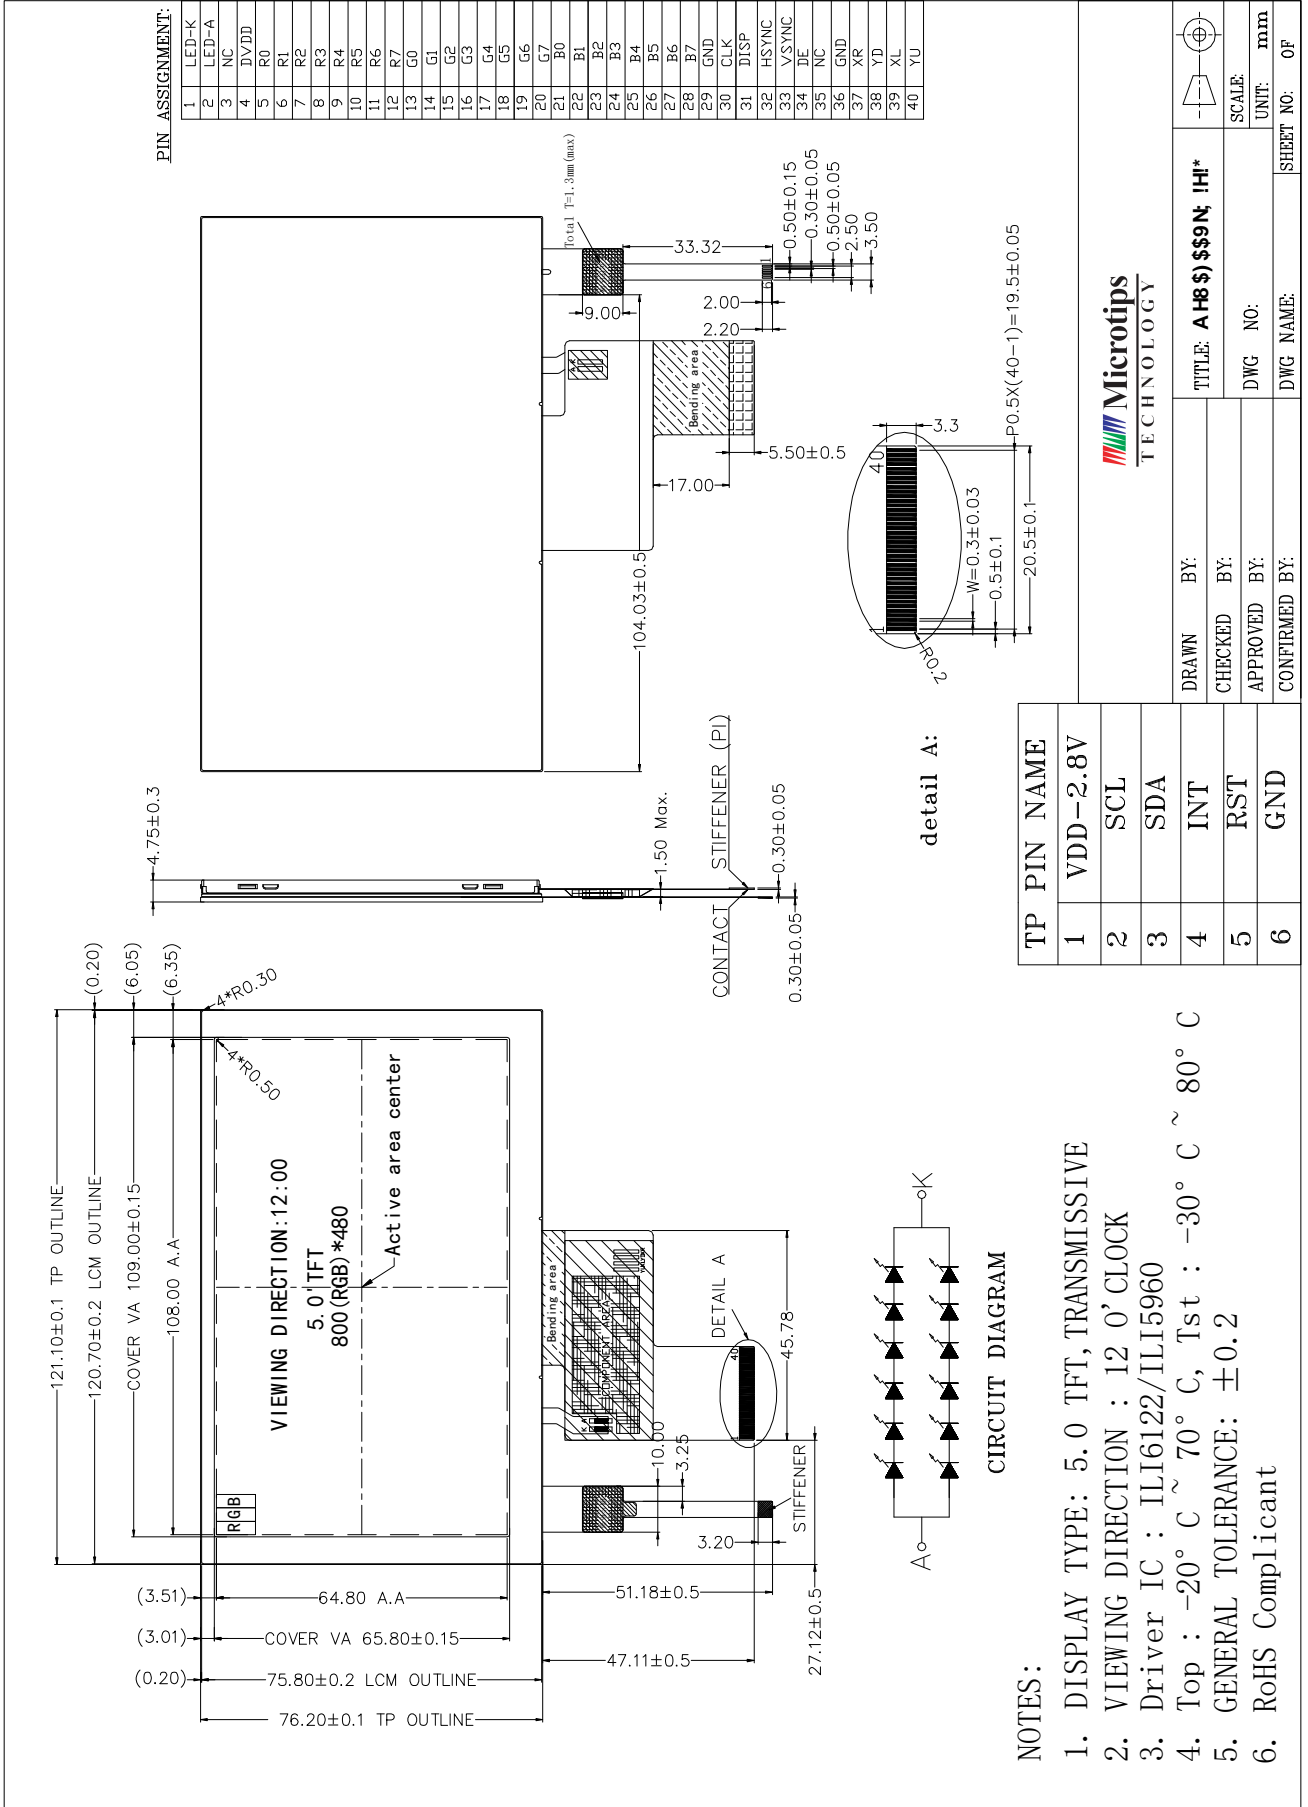 121.10±0.1 TP OUTLINE
120.70±0.2 LCM OUTLINE
(0.20)
COVER VA 109.00±0.15
(6.05)
108.00 A.A
(6.35)
4*R0.30
4*R0.50
VIEWING DIRECTION:12:00
5.0'TFT
800(RGB)*480
Active area center
R G B
(3.51)
64.80 A.A
(3.01)
COVER VA 65.80±0.15
(0.20)
75.80±0.2 LCM OUTLINE
76.20±0.1 TP OUTLINE
Bending area
COMPONENT AREA
K A
DETAIL A
40
1
10.00
3.25
45.78
3.20
STIFFENER
51.18±0.5
47.11±0.5
27.12±0.5
4.75±0.3
1.50 Max.
CONTACT
STIFFENER (PI)
0.30±0.05
0.30±0.05
Total T=1.3mm(max)
9.00
33.32
2.00
2.20
6
1
0.50±0.15
0.30±0.05
0.50±0.05
2.50
3.50
Bending area
5.50±0.5
17.00
104.03±0.5
detail A:
40
1
3.3
P0.5X(40-1)=19.5±0.05
W=0.3±0.03
0.5±0.1
20.5±0.1
R0.2
PIN ASSIGNMENT:
1 LED-K
2 LED-A
3 NC
4 DVDD
5 R0
6 R1
7 R2
8 R3
9 R4
10 R5
11 R6
12 R7
13 G0
14 G1
15 G2
16 G3
17 G4
18 G5
19 G6
20 G7
21 B0
22 B1
23 B2
24 B3
25 B4
26 B5
27 B6
28 B7
29 GND
30 CLK
31 DISP
32 HSYNC
33 VSYNC
34 DE
35 NC
36 GND
37 XR
38 YD
39 XL
40 YU
A
K
CIRCUIT DIAGRAM
NOTES:
1. DISPLAY TYPE: 5.0 TFT,TRANSMISSIVE
2. VIEWING DIRECTION : 12 O'CLOCK
3. Driver IC : ILI6122/ILI5960
4. Top : -20° C ~ 70° C, Tst : -30° C ~ 80° C
5. GENERAL TOLERANCE: ±0.2
6. RoHS Complicant
TP PIN NAME
1 VDD-2.8V
2 SCL
3 SDA
4 INT
5 RST
6 GND
Microtips
TECHNOLOGY
DRAWN BY:
TITLE: AH8$)$$9N; !H!*
CHECKED BY:
SCALE:
APPROVED BY:
DWG NO:
UNIT: mm
CONFIRMED BY:
DWG NAME:
SHEET NO: OF